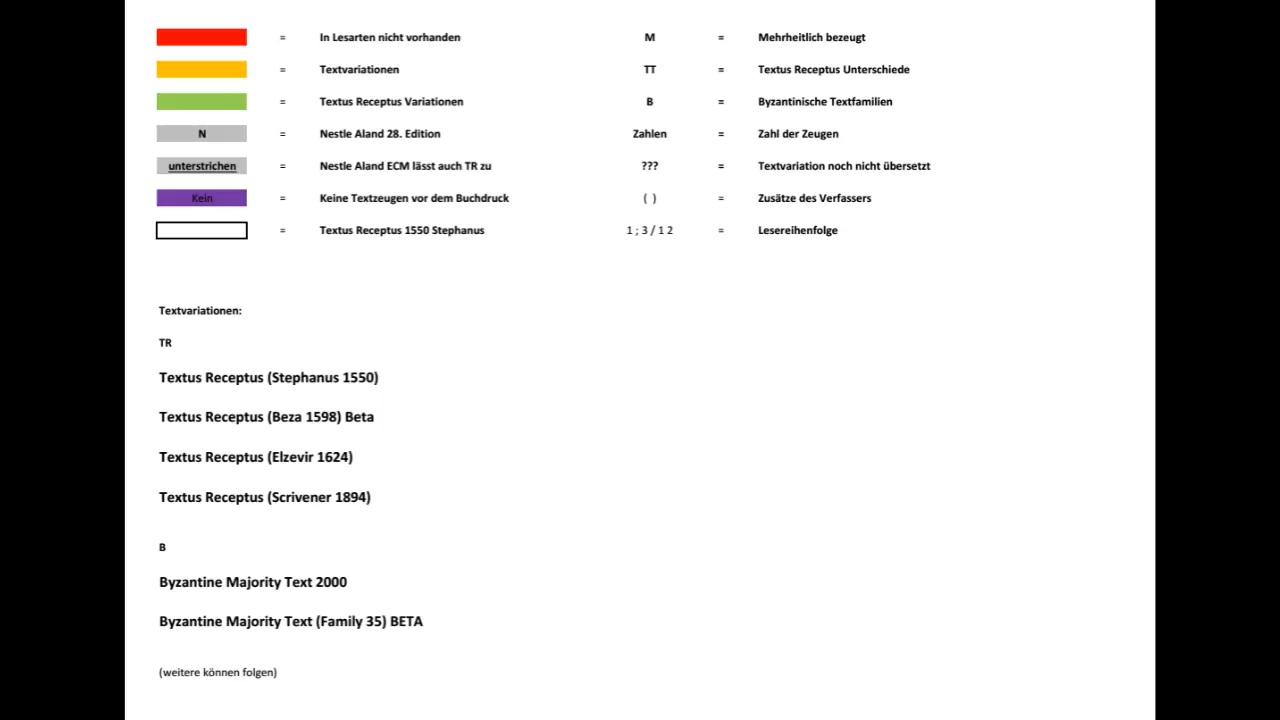 = In Lesarten nicht vorhanden M = Mehrheitlich bezeugt
= Textvariationen TT = Textus Receptus Unterschiede
= Textus Receptus Variationen B = Byzantinische Textfamilien
N = Nestle Aland 28. Edition Zahlen = Zahl der Zeugen
unterstrichen = Nestle Aland ECM lässt auch TR zu ??? = Textvariation noch nicht übersetzt
Kein = Keine Textzeugen vor dem Buchdruck ( ) = Zusätze des Verfassers
= Textus Receptus 1550 Stephanus 1 ; 3 / 1 2 = Lesereihenfolge
Textvariationen:
TR
Textus Receptus (Stephanus 1550)
Textus Receptus (Beza 1598) Beta
Textus Receptus (Elzevir 1624)
Textus Receptus (Scrivener 1894)
B
Byzantine Majority Text 2000
Byzantine Majority Text (Family 35) BETA
(weitere können folgen)